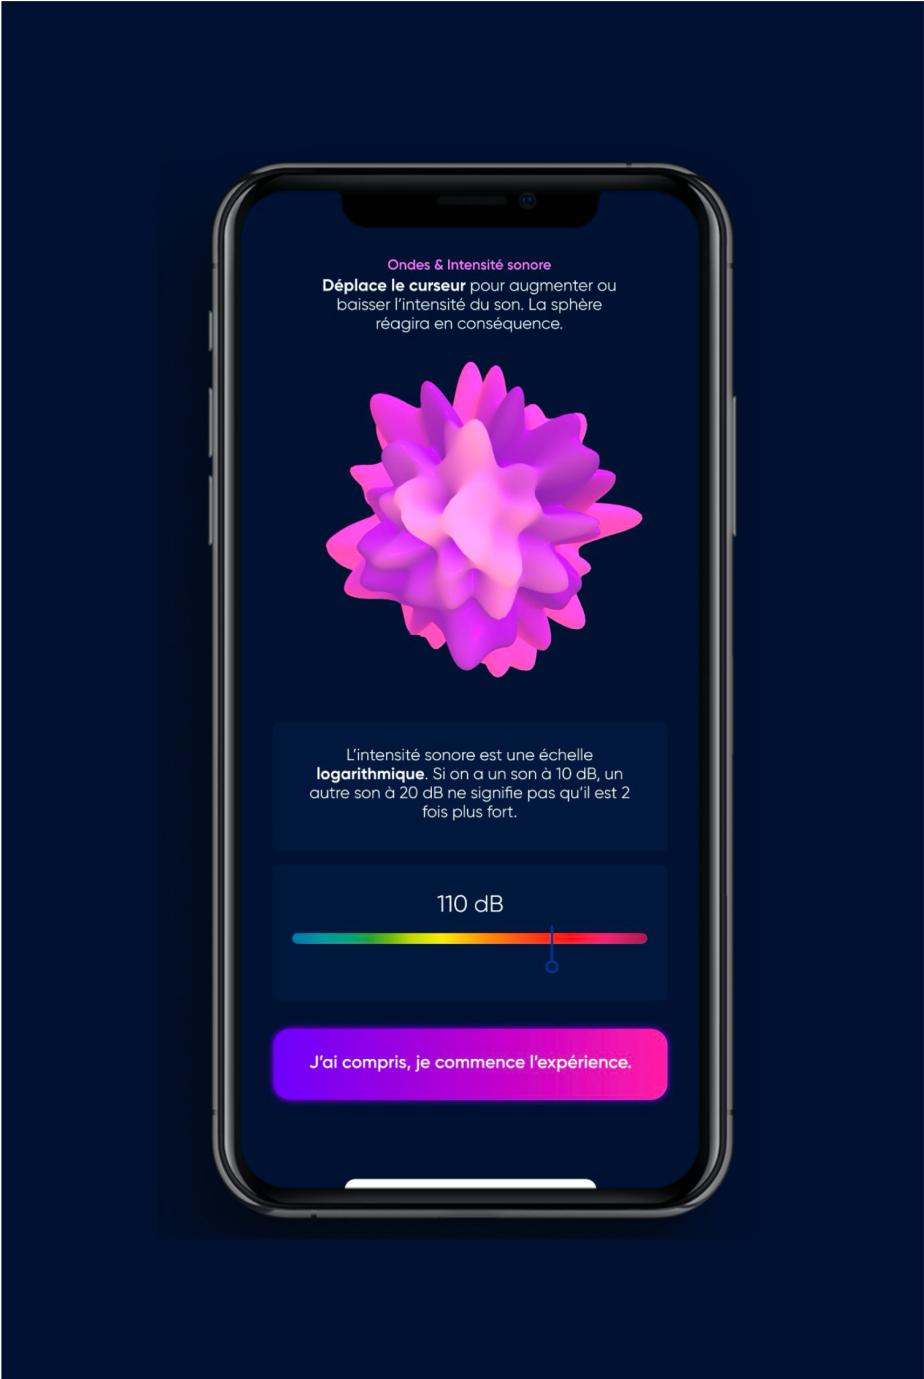 Ondes & Intensité sonore
Déplace le curseur pour augmenter ou
baisser l'intensité du son. La sphère
réagira en conséquence.
L'intensité sonore est une échelle
logarithmique. Si on a un son à 10 dB, un
autre son à 20 dB ne signifie pas qu'il est 2
fois plus fort.
110 dB
J'ai compris, je commence l'expérience.